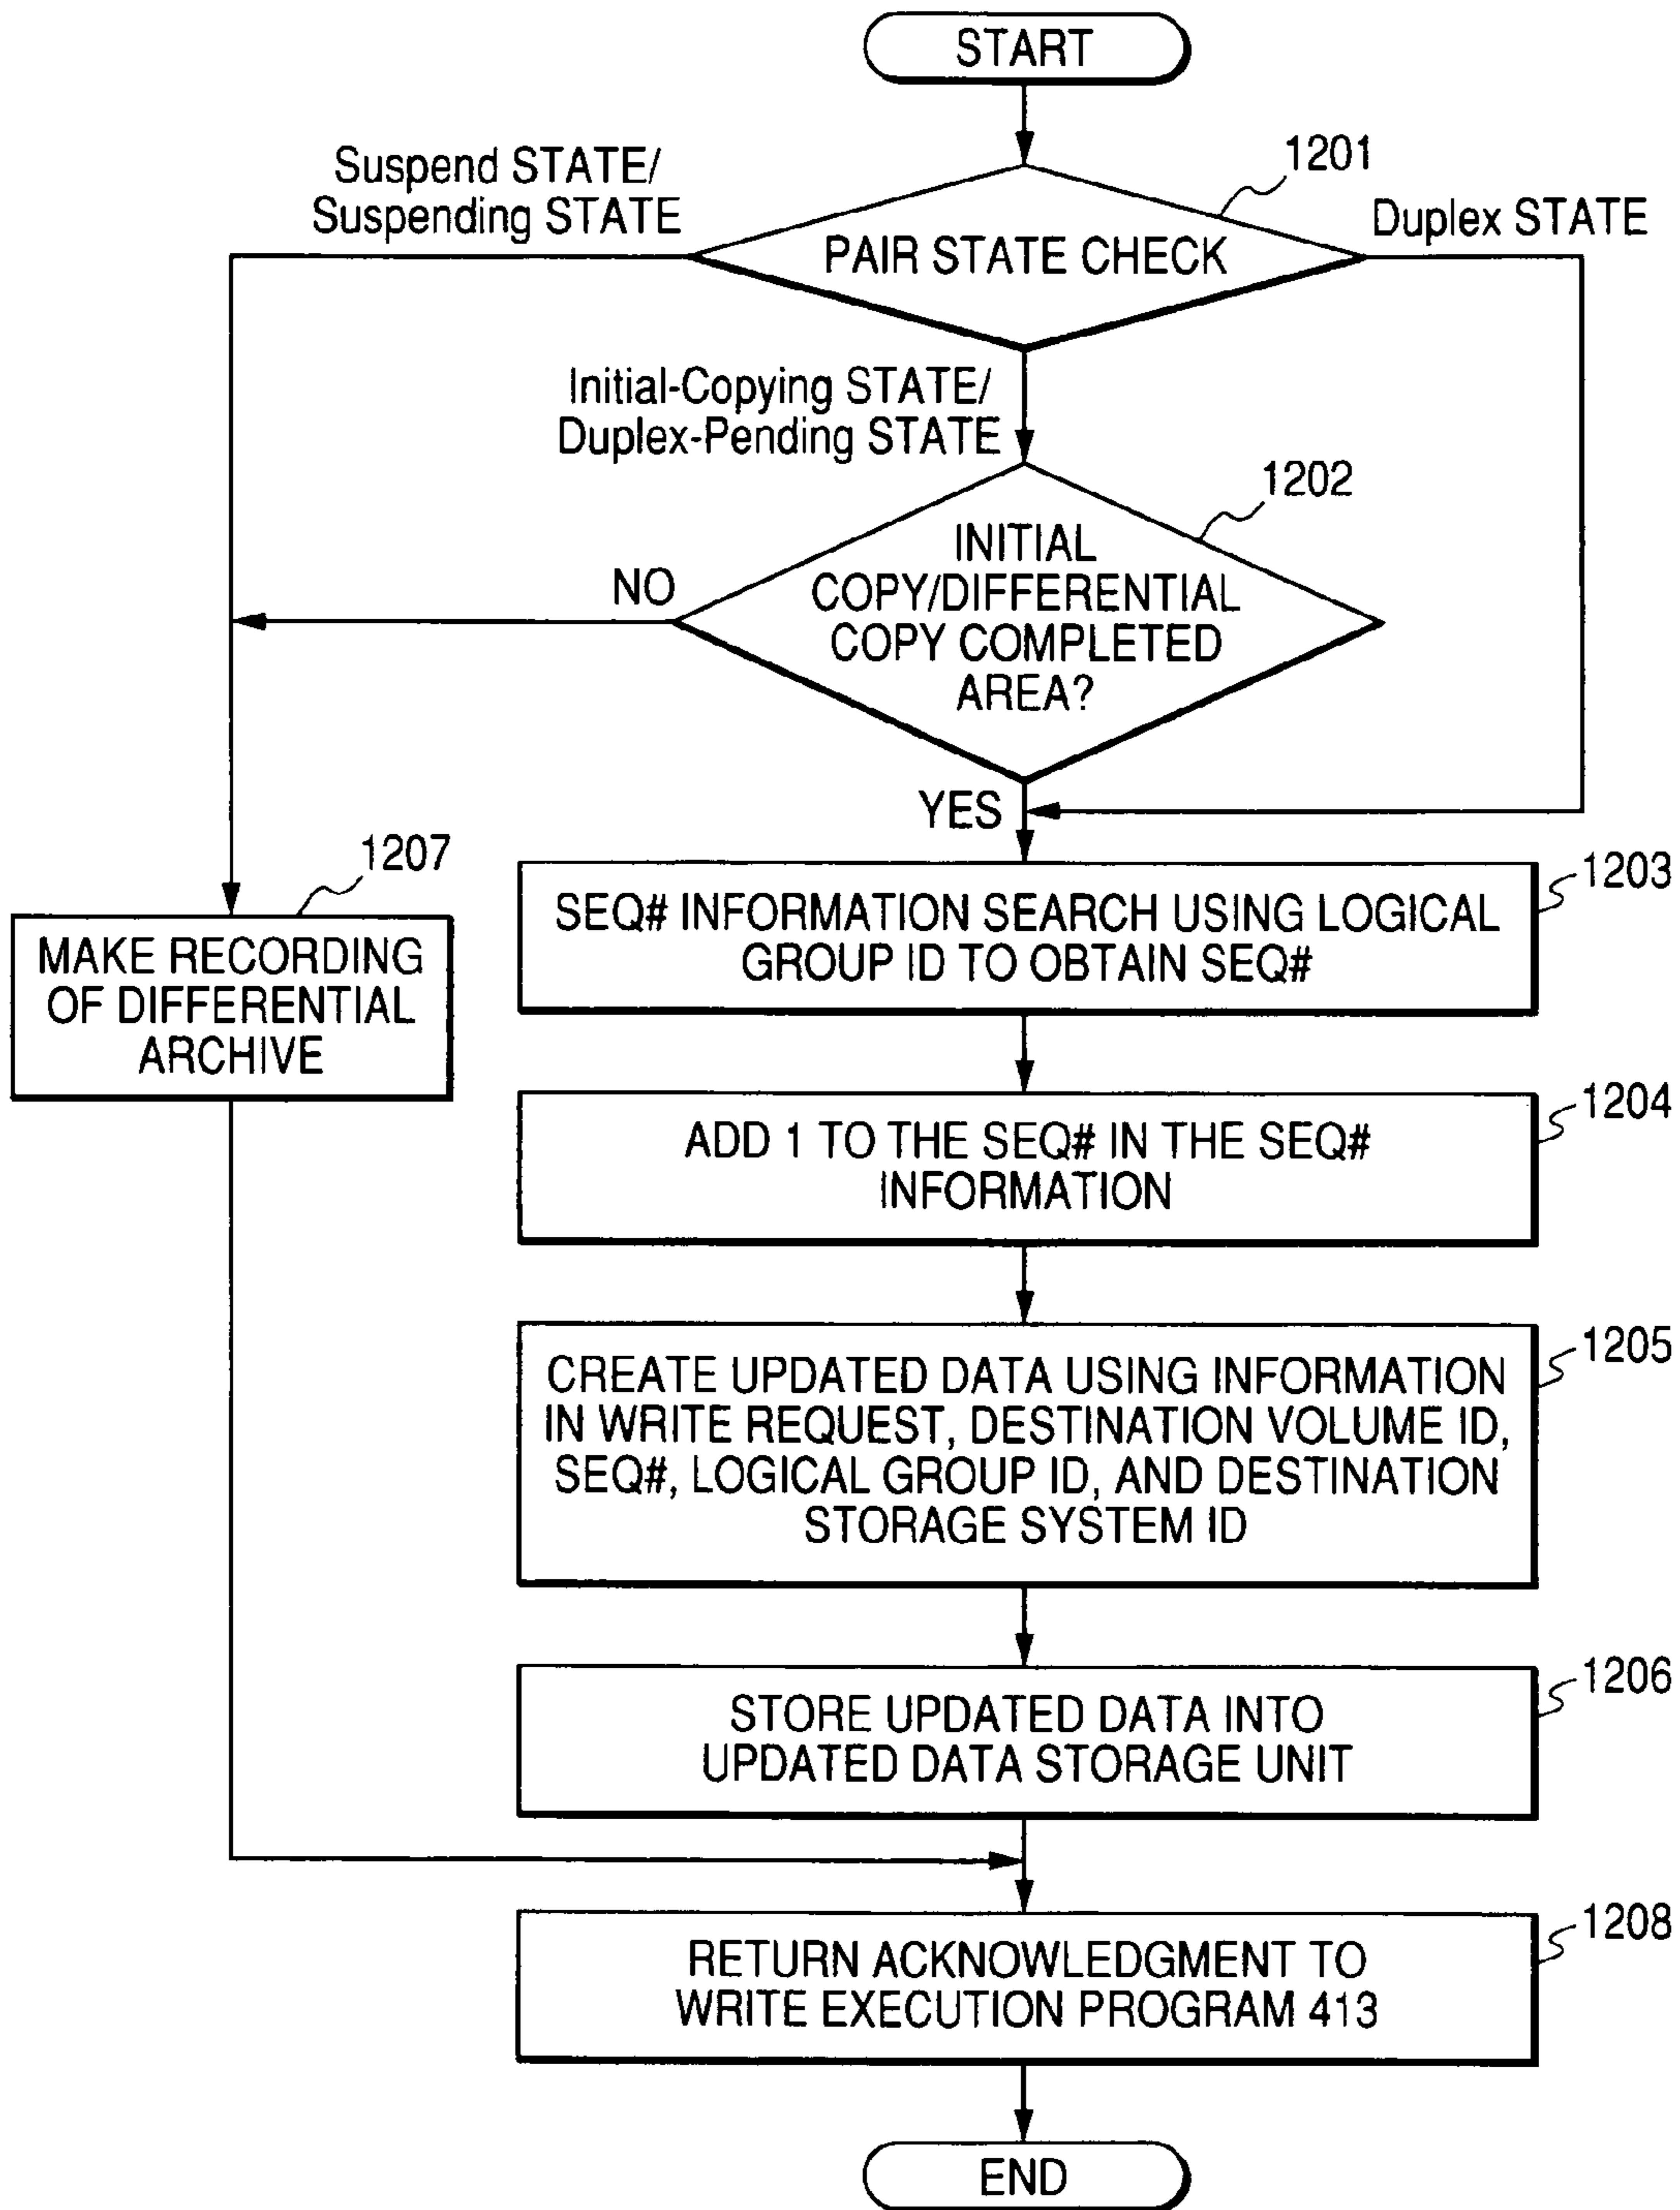 START
1201
Suspend STATE/
Suspending STATE
Duplex STATE
PAIR STATE CHECK
Initial-Copying STATE/
Duplex-Pending STATE
1202
INITIAL
COPY/DIFFERENTIAL
COPY COMPLETED
AREA?
NO
YES
1207
MAKE RECORDING
OF DIFFERENTIAL
ARCHIVE
1203
SEQ# INFORMATION SEARCH USING LOGICAL
GROUP ID TO OBTAIN SEQ#
1204
ADD 1 TO THE SEQ# IN THE SEQ#
INFORMATION
1205
CREATE UPDATED DATA USING INFORMATION
IN WRITE REQUEST, DESTINATION VOLUME ID,
SEQ#, LOGICAL GROUP ID, AND DESTINATION
STORAGE SYSTEM ID
1206
STORE UPDATED DATA INTO
UPDATED DATA STORAGE UNIT
1208
RETURN ACKNOWLEDGMENT TO
WRITE EXECUTION PROGRAM 413
END